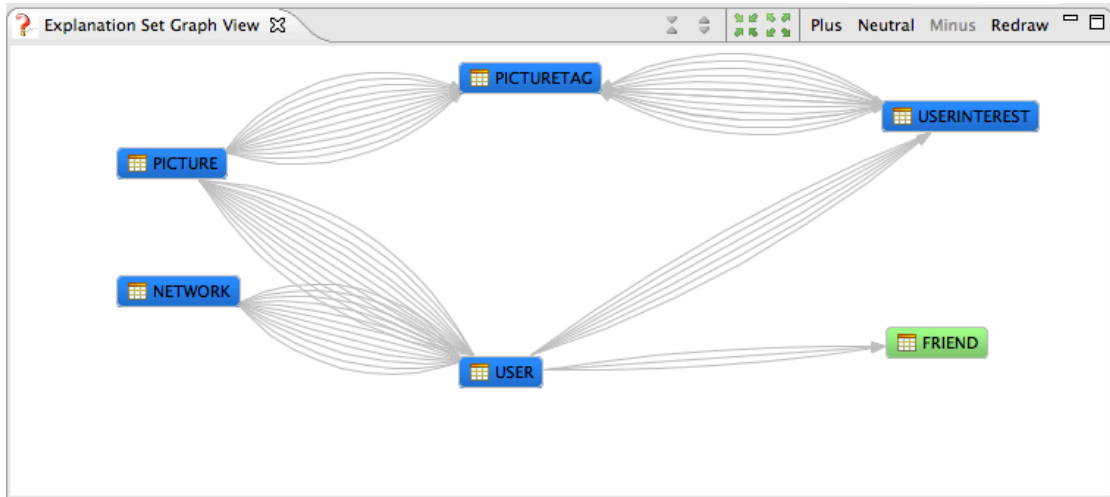 Explanation Set Graph View
Plus Neutral Minus Redraw
PICTURETAG
USERINTEREST
PICTURE
NETWORK
FRIEND
USER